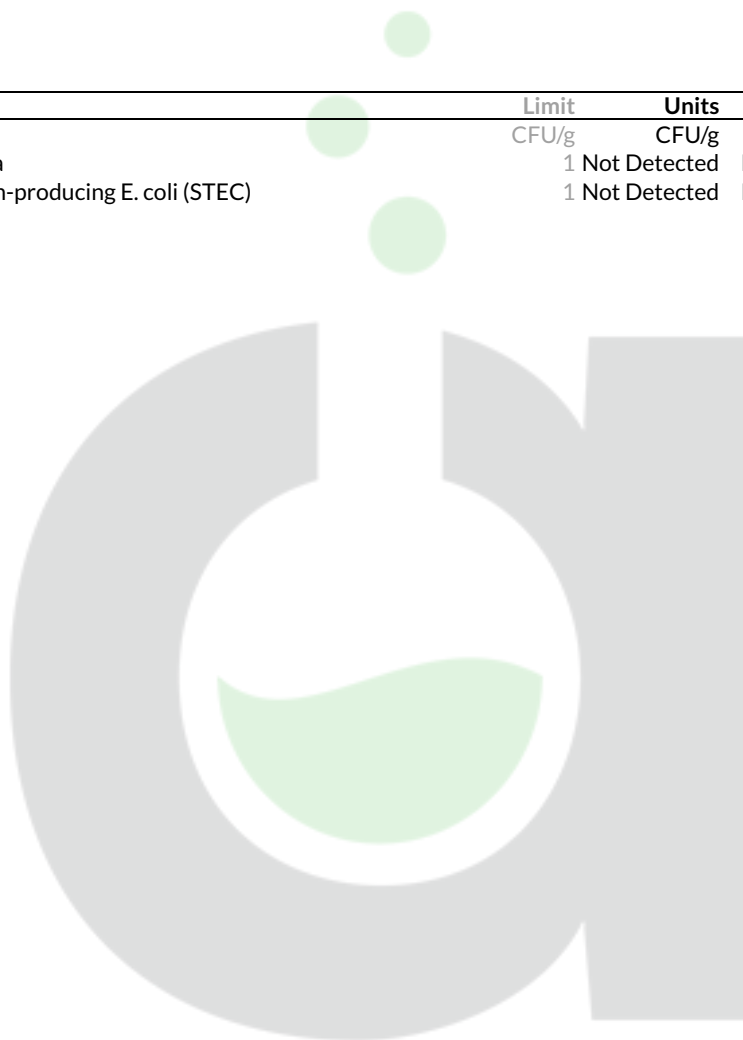 Limit Units
CFU/g CFU/g
a 1 Not Detected
n-producing E. coli (STEC) 1 Not Detected